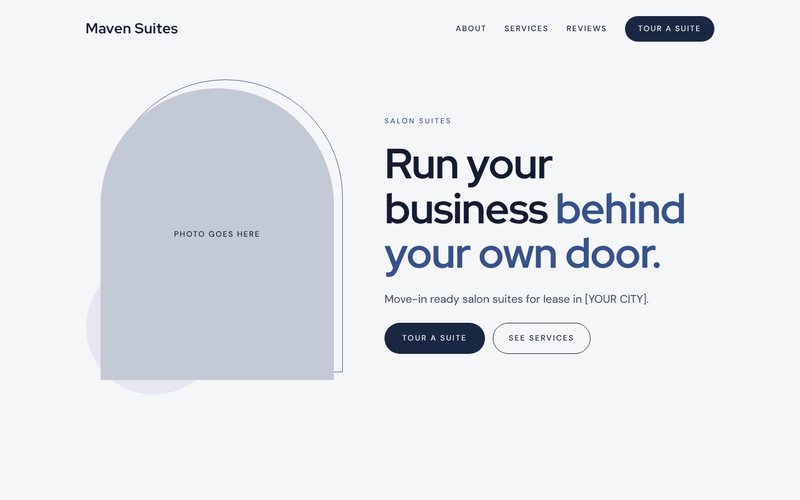 Maven Suites
ABOUT
SERVICES
REVIEWS
TOUR A SUITE
PHOTO GOES HERE
SALON SUITES
Run your
business behind
your own door.
Move-in ready salon suites for lease in [YOUR CITY].
TOUR A SUITE
SEE SERVICES